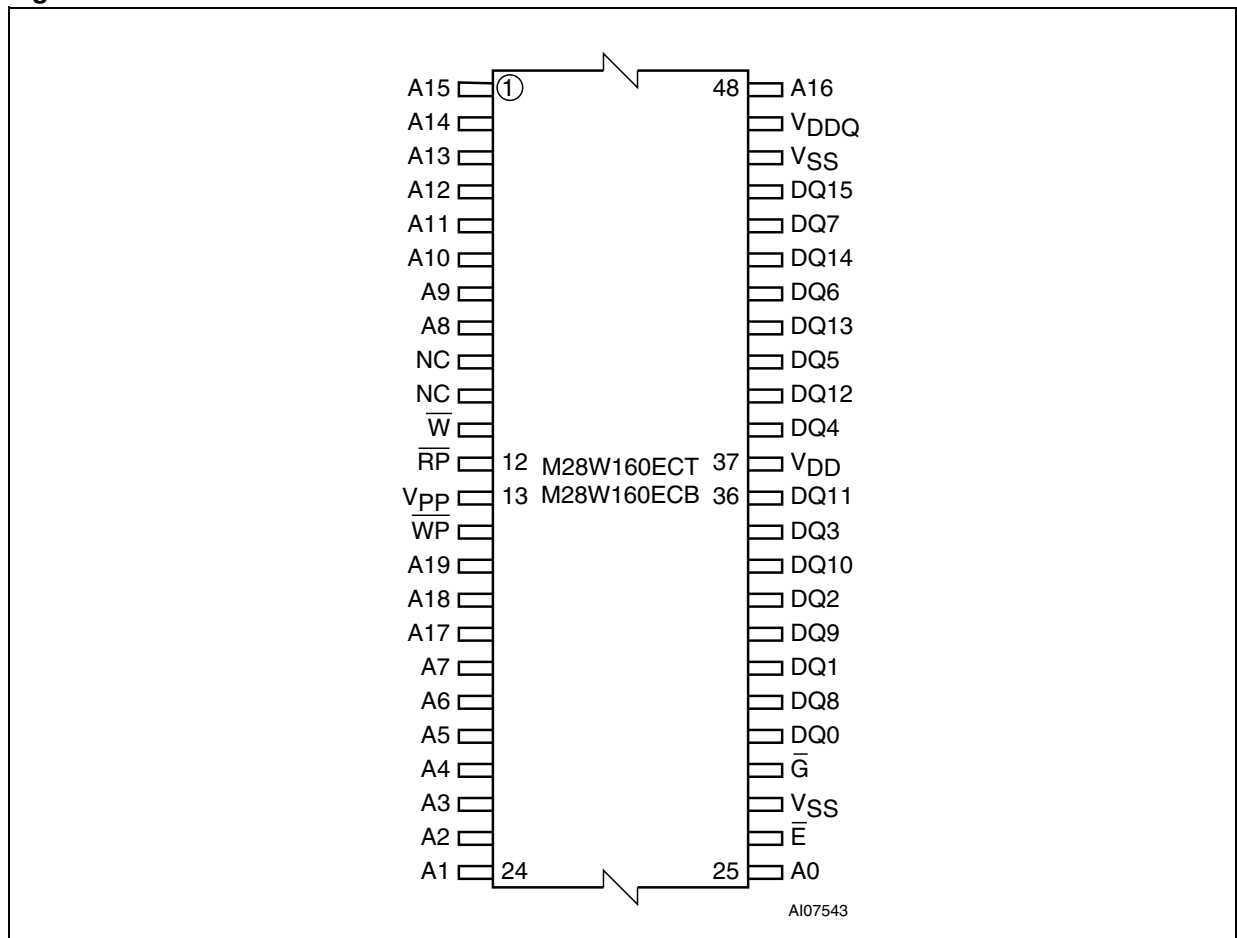 A15 1 48 A16
A14 VDDQ
A13 VSS
A12 DQ15
A11 DQ7
A10 DQ14
A9 DQ6
A8 DQ13
NC DQ5
NC DQ12
W̅ DQ4
R̅P̅ 12 M28W160ECT 37 VDD
VPP 13 M28W160ECB 36 DQ11
W̅P̅ DQ3
A19 DQ10
A18 DQ2
A17 DQ9
A7 DQ1
A6 DQ8
A5 DQ0
A4 G̅
A3 VSS
A2 E̅
A1 24 25 A0
AI07543